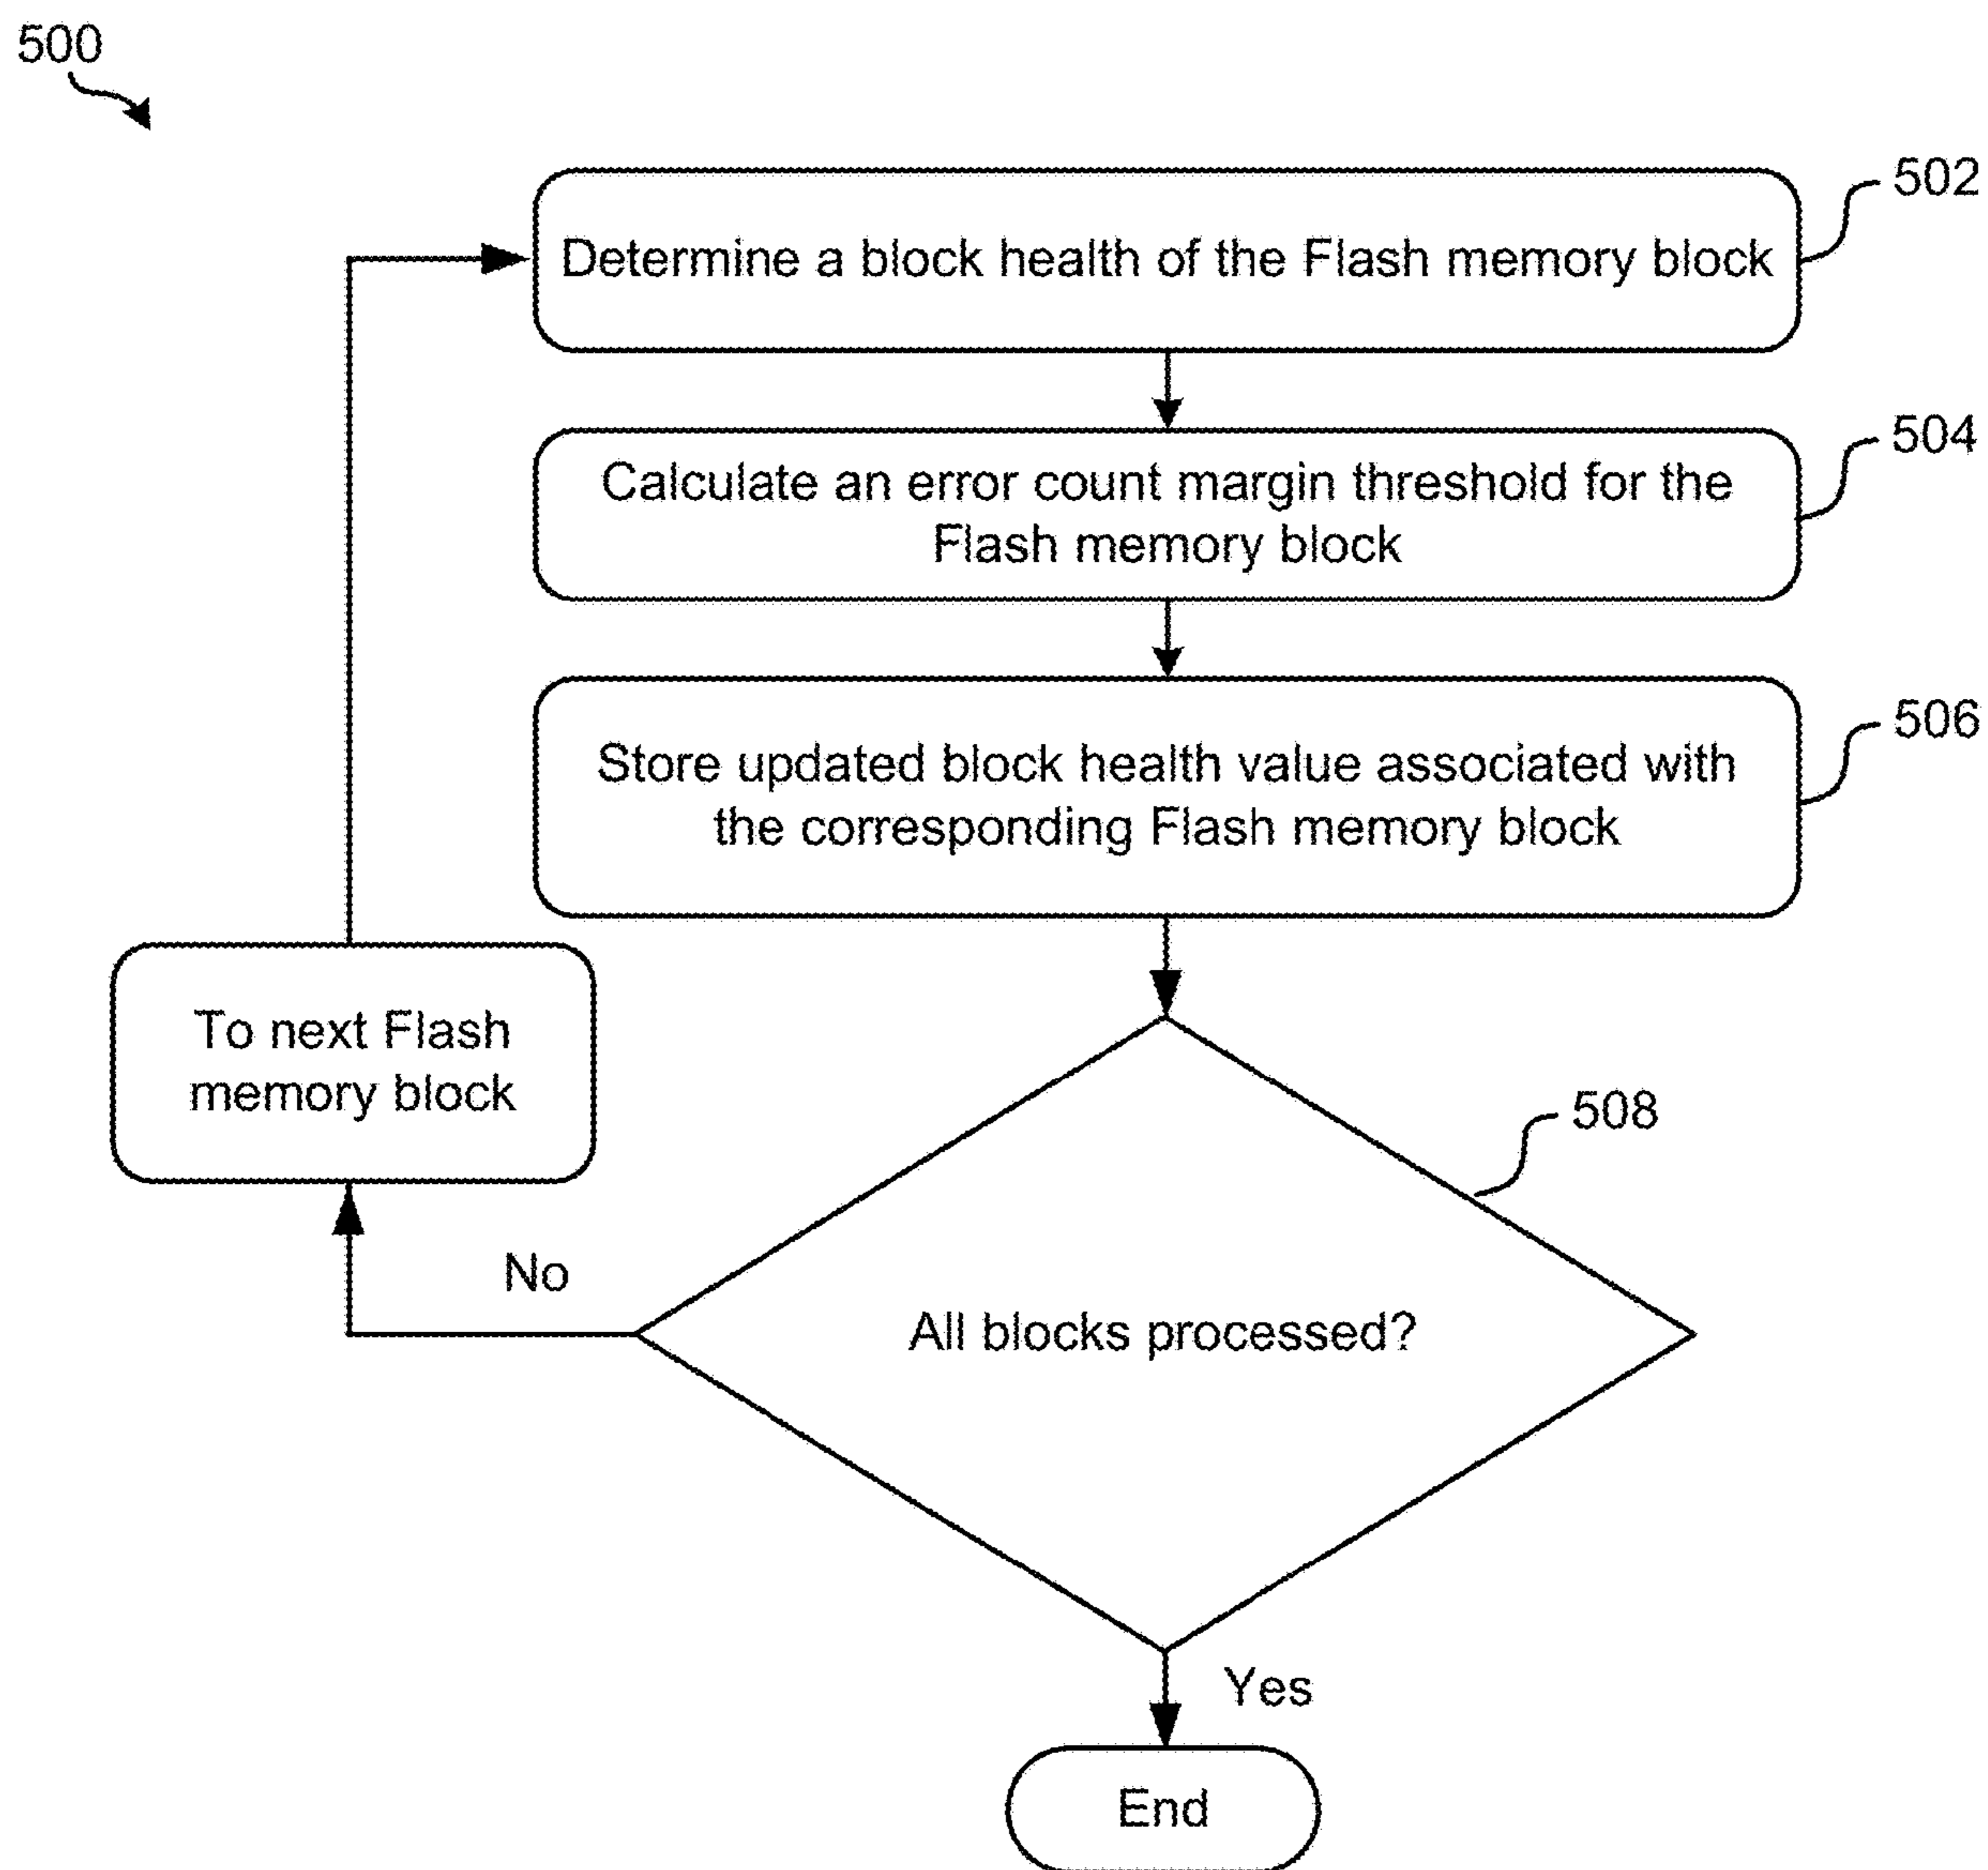 500
502
Determine a block health of the Flash memory block
504
Calculate an error count margin threshold for the
Flash memory block
506
Store updated block health value associated with
the corresponding Flash memory block
To next Flash
memory block
508
No
All blocks processed?
Yes
End